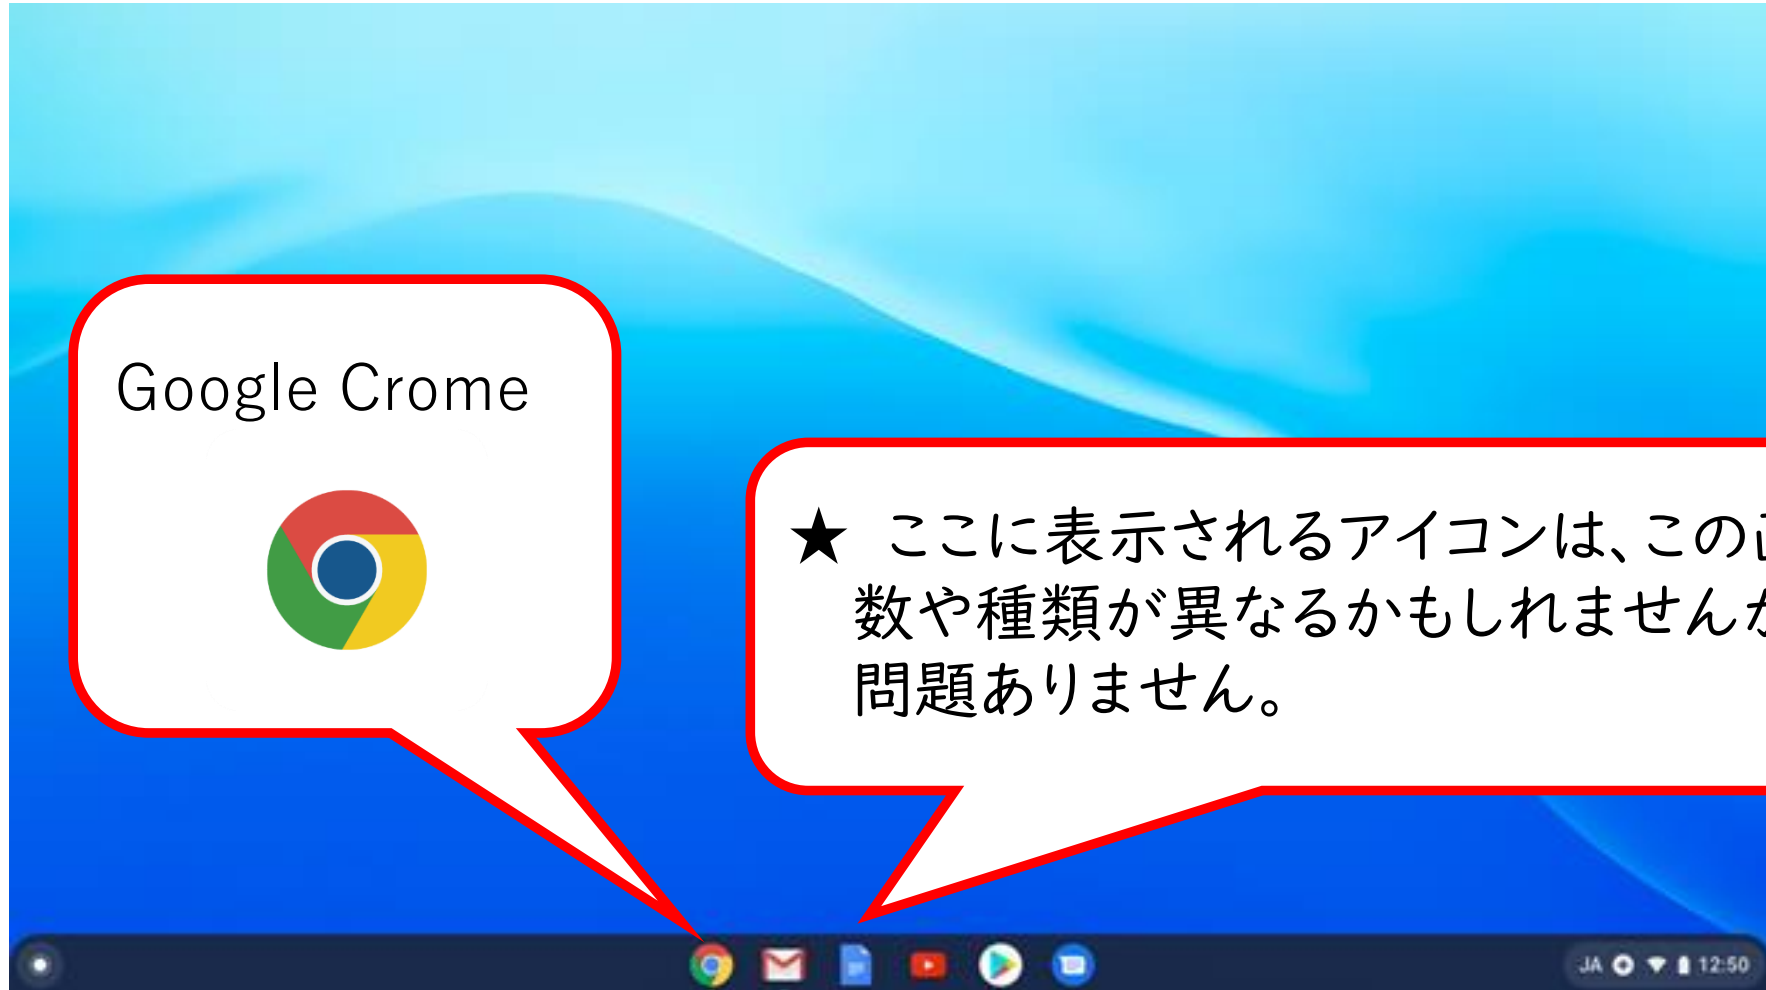 Google Crome
★ ここに表示されるアイコンは、この
数や種類が異なるかもしれません
問題ありません。
JA
12:50